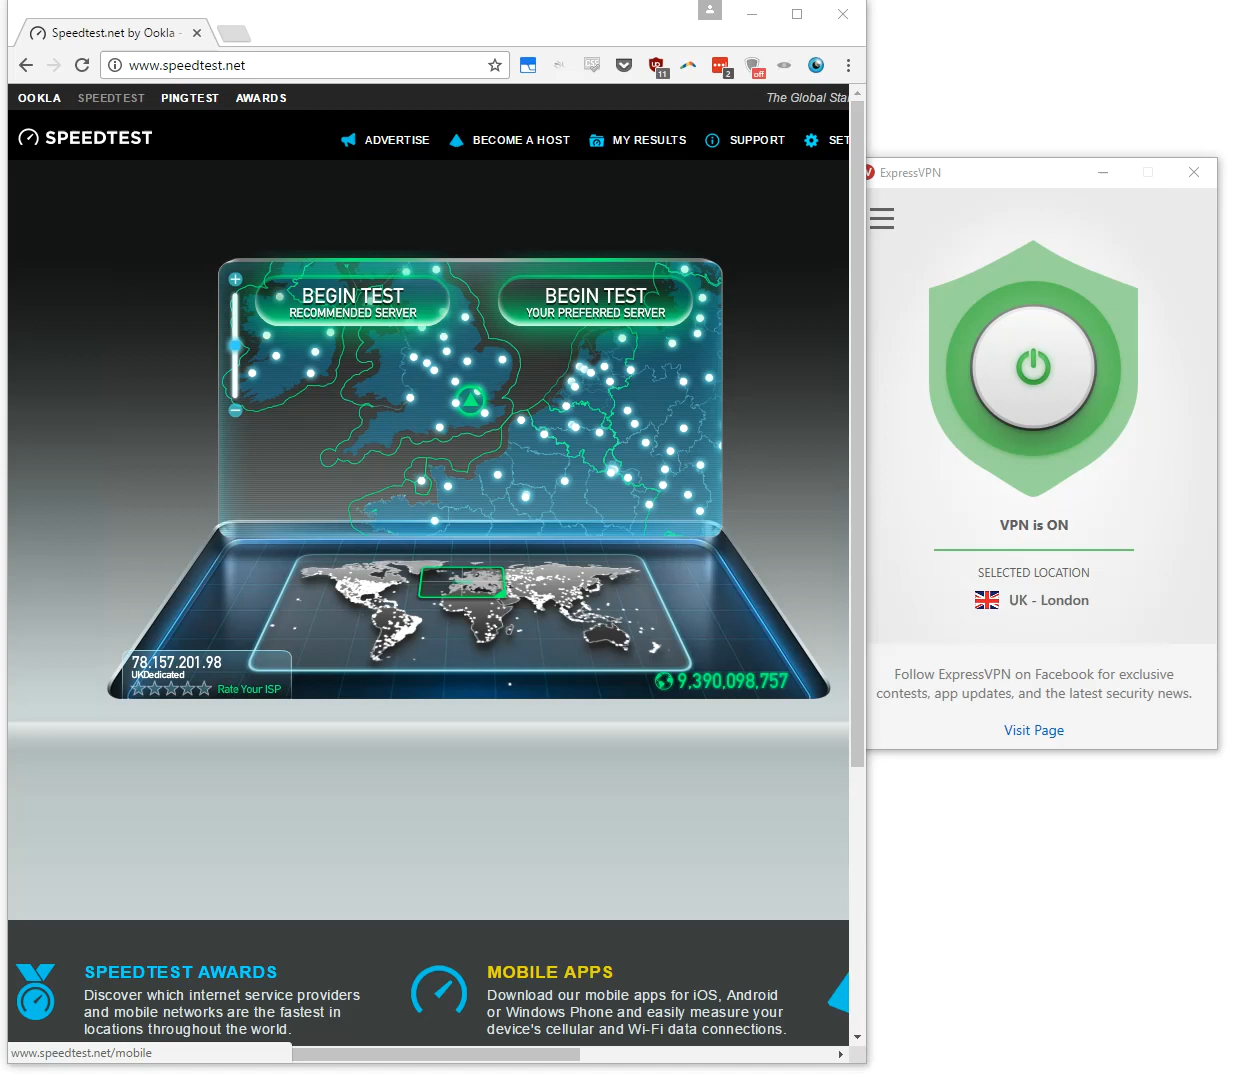 Speedtest.net by Ookla -
www.speedtest.net
11
2
off
OOKLA SPEEDTEST PINGTEST AWARDS
The Global Sta
SPEEDTEST
ADVERTISE BECOME A HOST MY RESULTS SUPPORT SET
BEGIN TEST
RECOMMENDED SERVER
BEGIN TEST
YOUR PREFERRED SERVER
78.157.201.98
UKDedicated
Rate Your ISP
9,390,098,757
SPEEDTEST AWARDS
Discover which internet service providers
and mobile networks are the fastest in
locations throughout the world.
MOBILE APPS
Download our mobile apps for iOS, Android
or Windows Phone and easily measure your
device's cellular and Wi-Fi data connections.
www.speedtest.net/mobile
ExpressVPN
VPN is ON
SELECTED LOCATION
UK - London
Follow ExpressVPN on Facebook for exclusive
contests, app updates, and the latest security news.
Visit Page